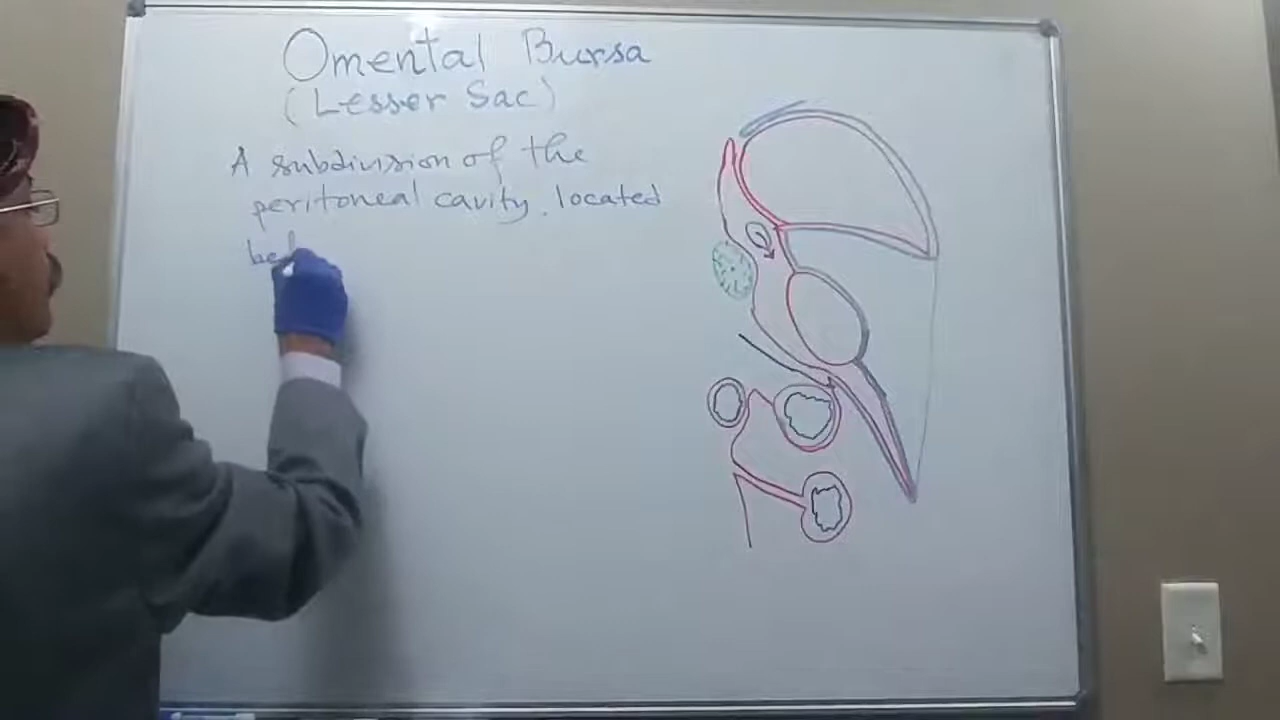 Omental Bursa
(Lesser Sac)
A subdivision of the
peritoneal cavity, located